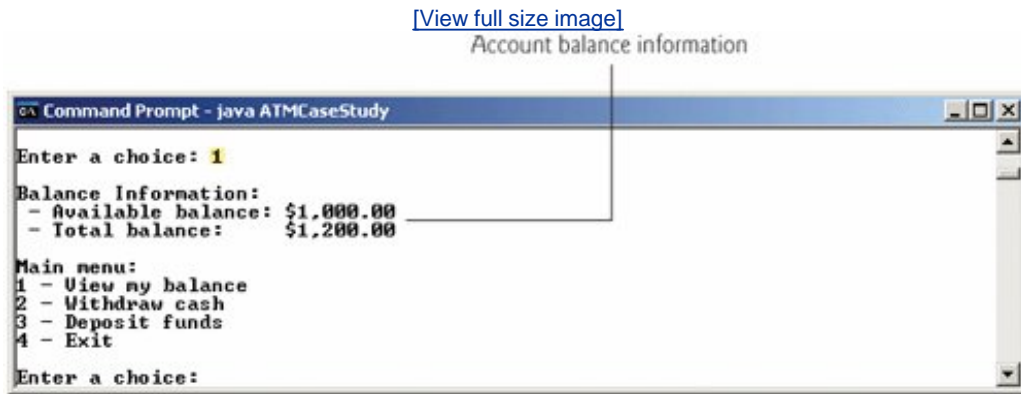 [View full size image]
Account balance information
Command Prompt - java ATMCaseStudy
Enter a choice: 1
Balance Information:
- Available balance: $1,000.00
- Total balance: $1,200.00
Main menu:
1 - View my balance
2 - Withdraw cash
3 - Deposit funds
4 - Exit
Enter a choice: